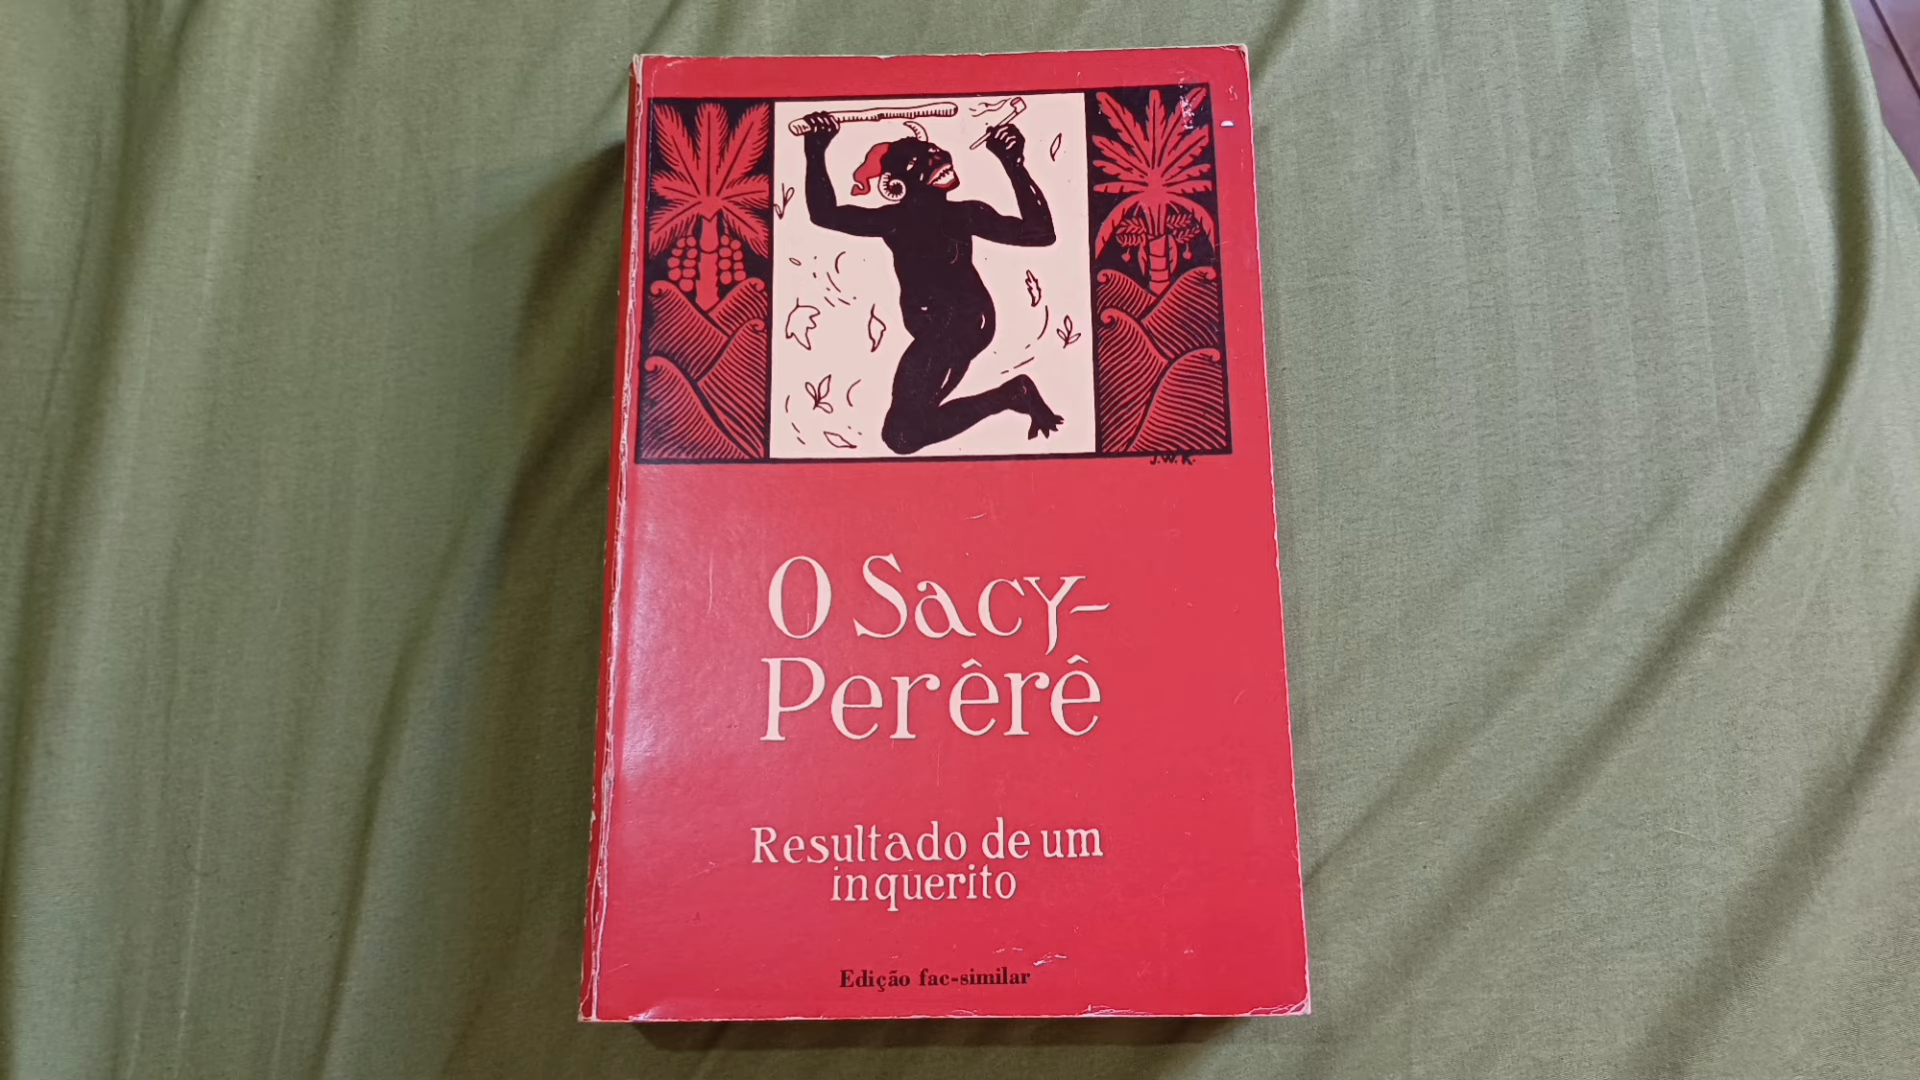 J.W.K.
O Sacy-
Perêrê
Resultado de um
inquerito
Edição fac-similar